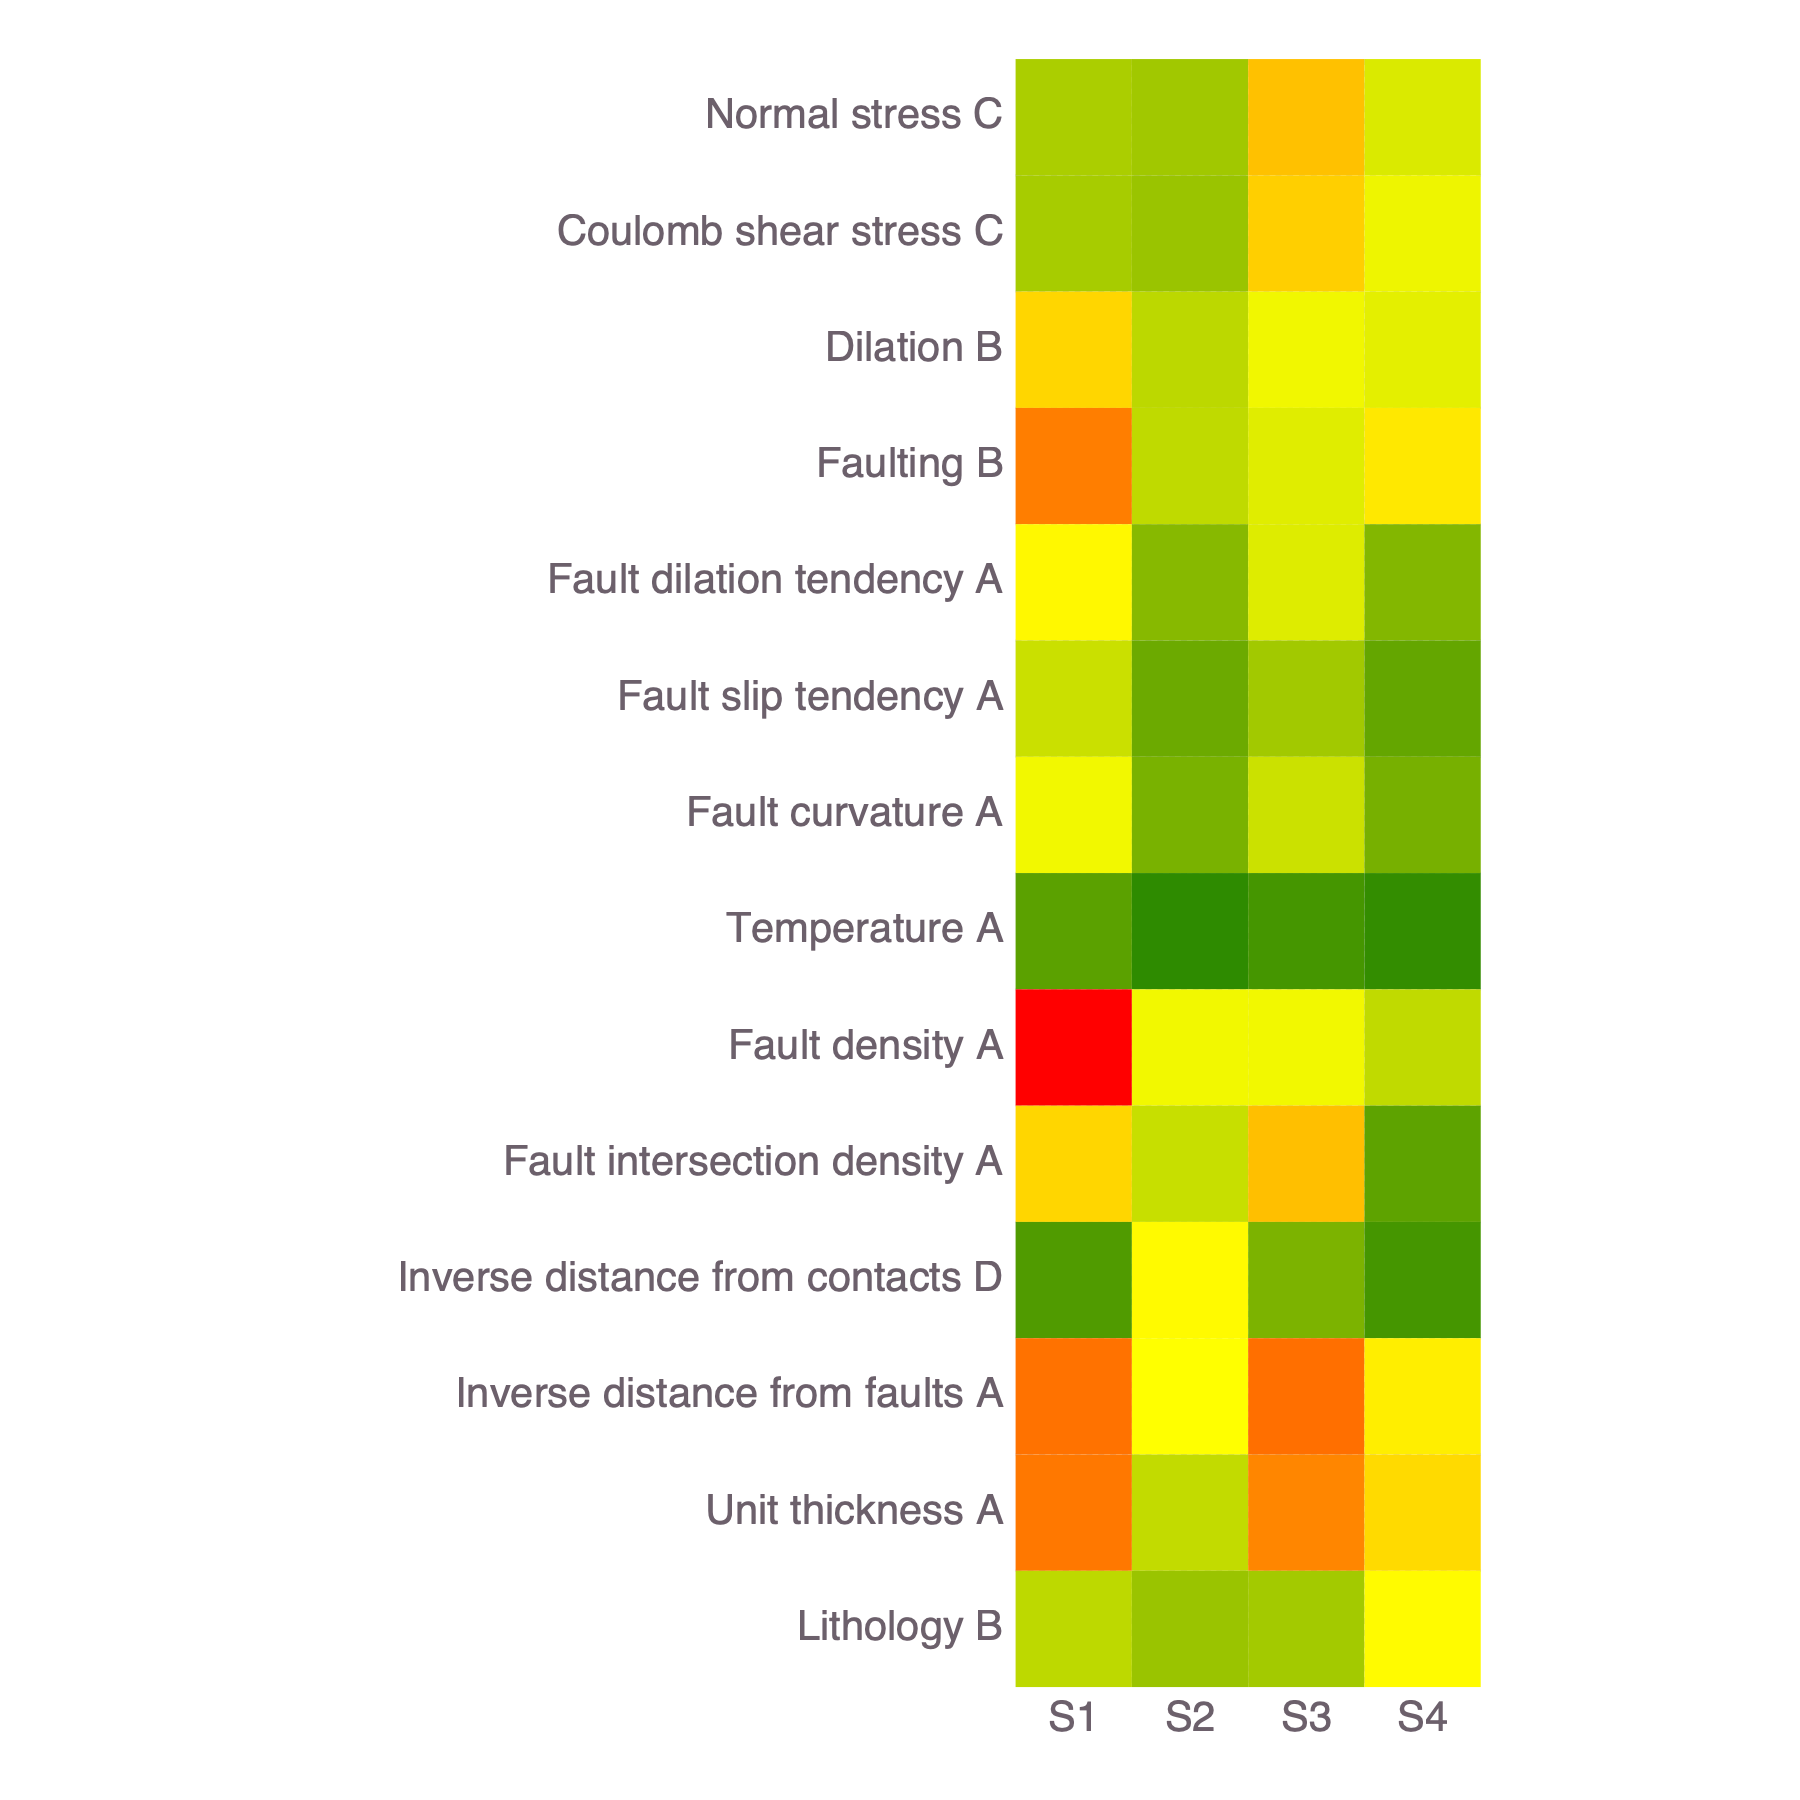 Normal stress C
Coulomb shear stress C
Dilation B
Faulting B
Fault dilation tendency A
Fault slip tendency A
Fault curvature A
Temperature A
Fault density A
Fault intersection density A
Inverse distance from contacts D
Inverse distance from faults A
Unit thickness A
Lithology B
S1 S2 S3 S4